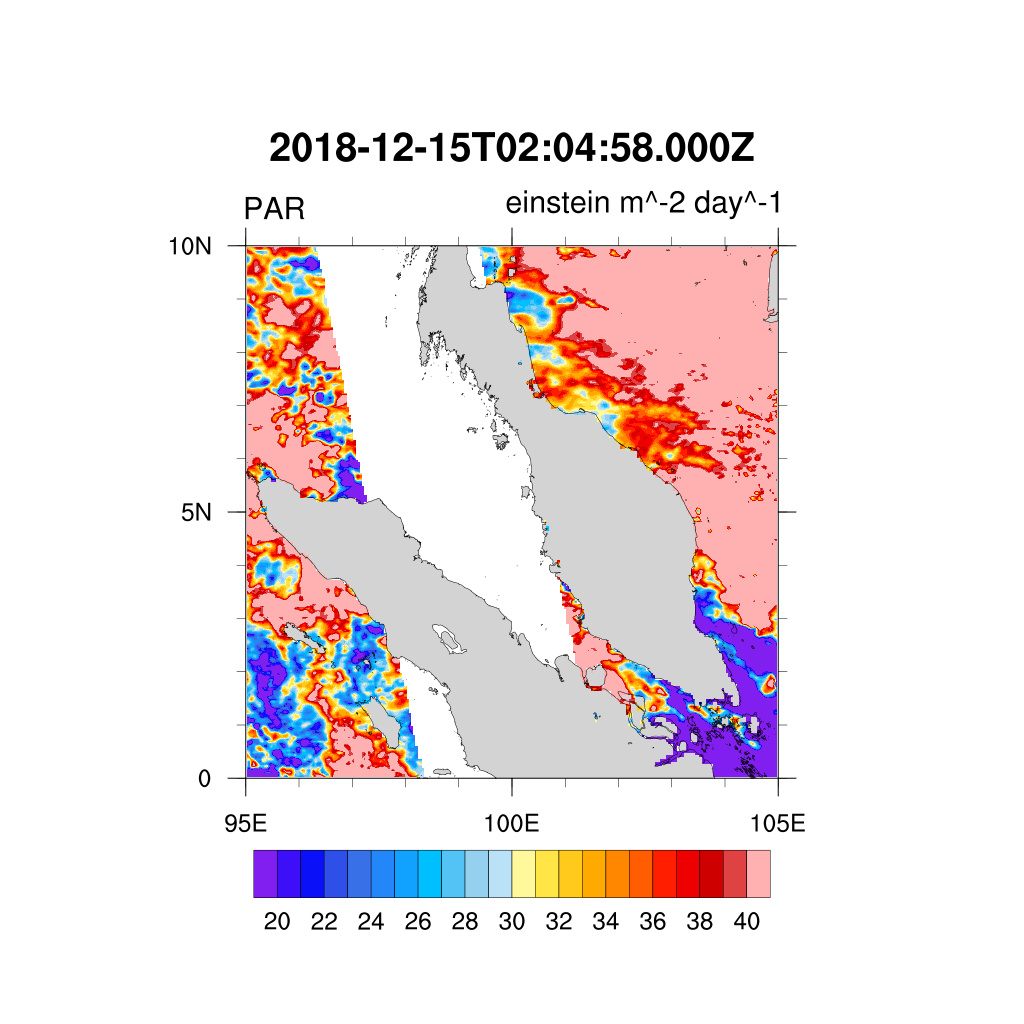 2018-12-15T02:04:58.000Z
PAR einstein m^-2 day^-1
10N
5N
0
95E 100E 105E
20 22 24 26 28 30 32 34 36 38 40